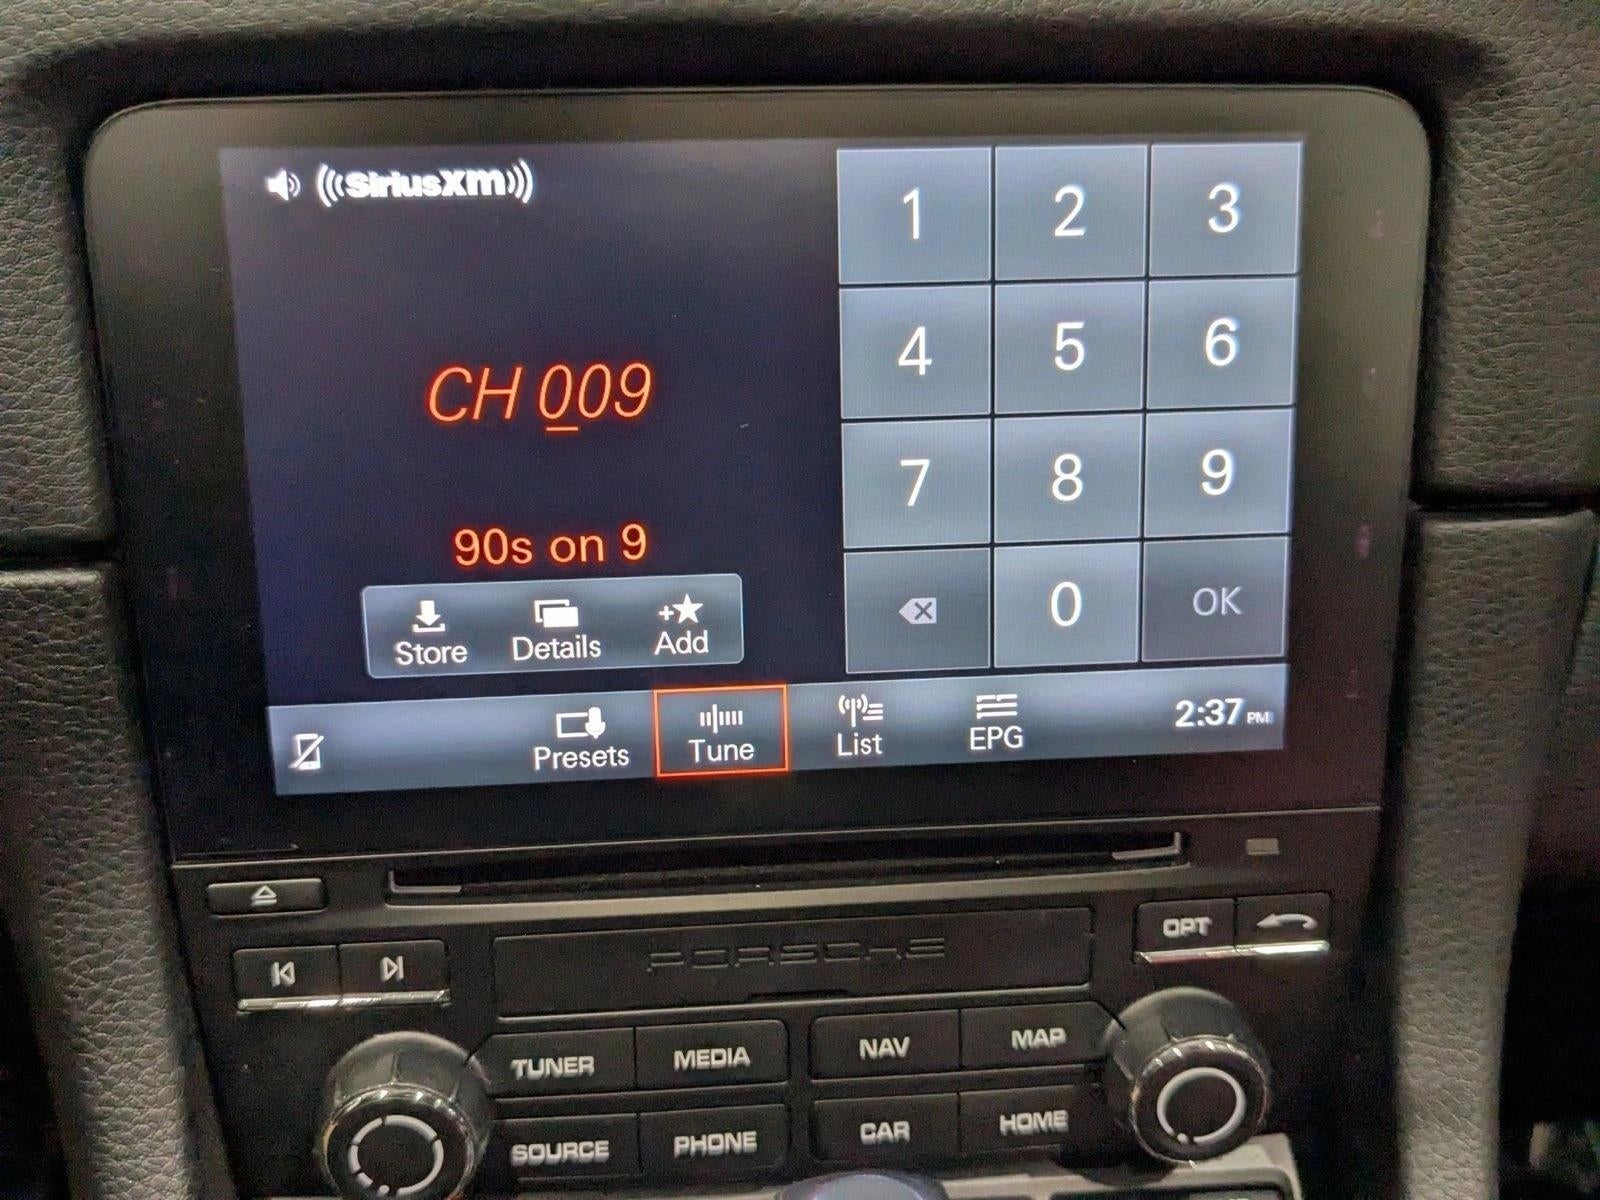 ((SiriusXM))
1 2 3
4 5 6
CH 009
7 8 9
90s on 9
0 OK
Store Details Add
Presets Tune List EPG 2:37 PM
PORSCHE
OPT
TUNER MEDIA NAV MAP
SOURCE PHONE CAR HOME